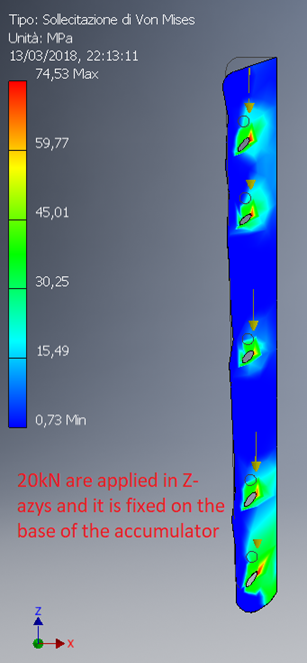 Tipo: Sollecitazione di Von Mises
Unità: MPa
13/03/2018, 22:13:11
74,53 Max
59,77
45,01
30,25
15,49
0,73 Min
20kN are applied in Z-
azys and it is fixed on the
base of the accumulator
z
x